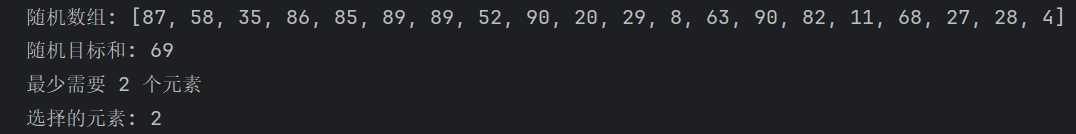 随机数组: [87, 58, 35, 86, 85, 89, 89, 52, 90, 20, 29, 8, 63, 90, 82, 11, 68, 27, 28, 4]
随机目标和: 69
最少需要 2 个元素
选择的元素: 2